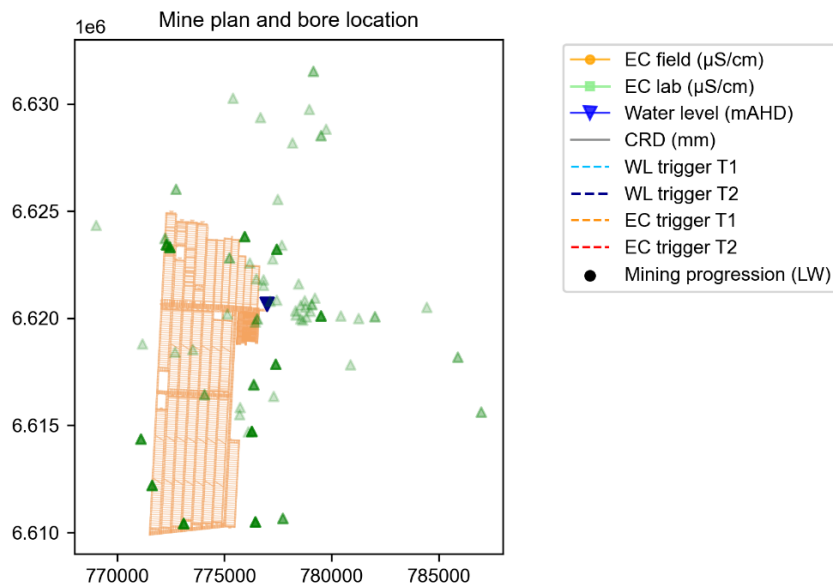 Mine plan and bore location
1e6
6.630
6.625
6.620
6.615
6.610
770000 775000 780000 785000
EC field (µS/cm)
EC lab (µS/cm)
Water level (mAHD)
CRD (mm)
WL trigger T1
WL trigger T2
EC trigger T1
EC trigger T2
Mining progression (LW)